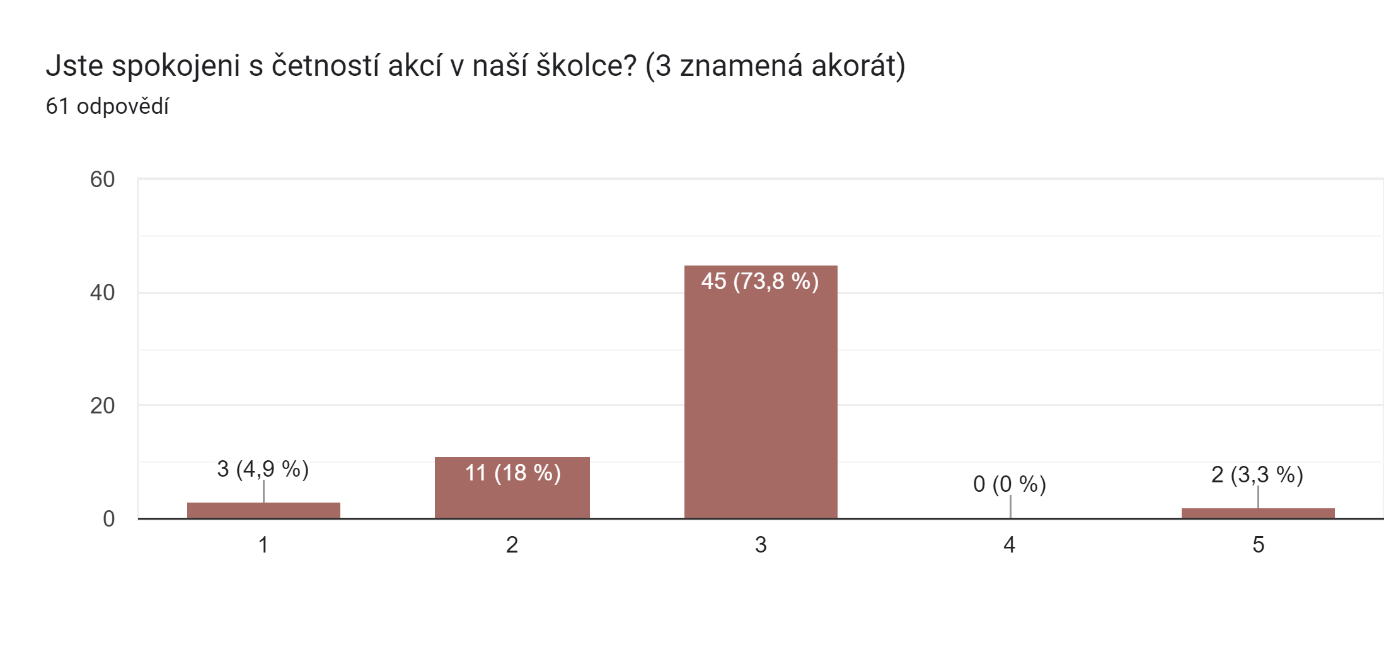 Jste spokojeni s četností akcí v naší školce? (3 znamená akorát)
61 odpovědí
60
40
20
0
3 (4,9 %)
11 (18 %)
45 (73,8 %)
0 (0 %)
2 (3,3 %)
1
2
3
4
5